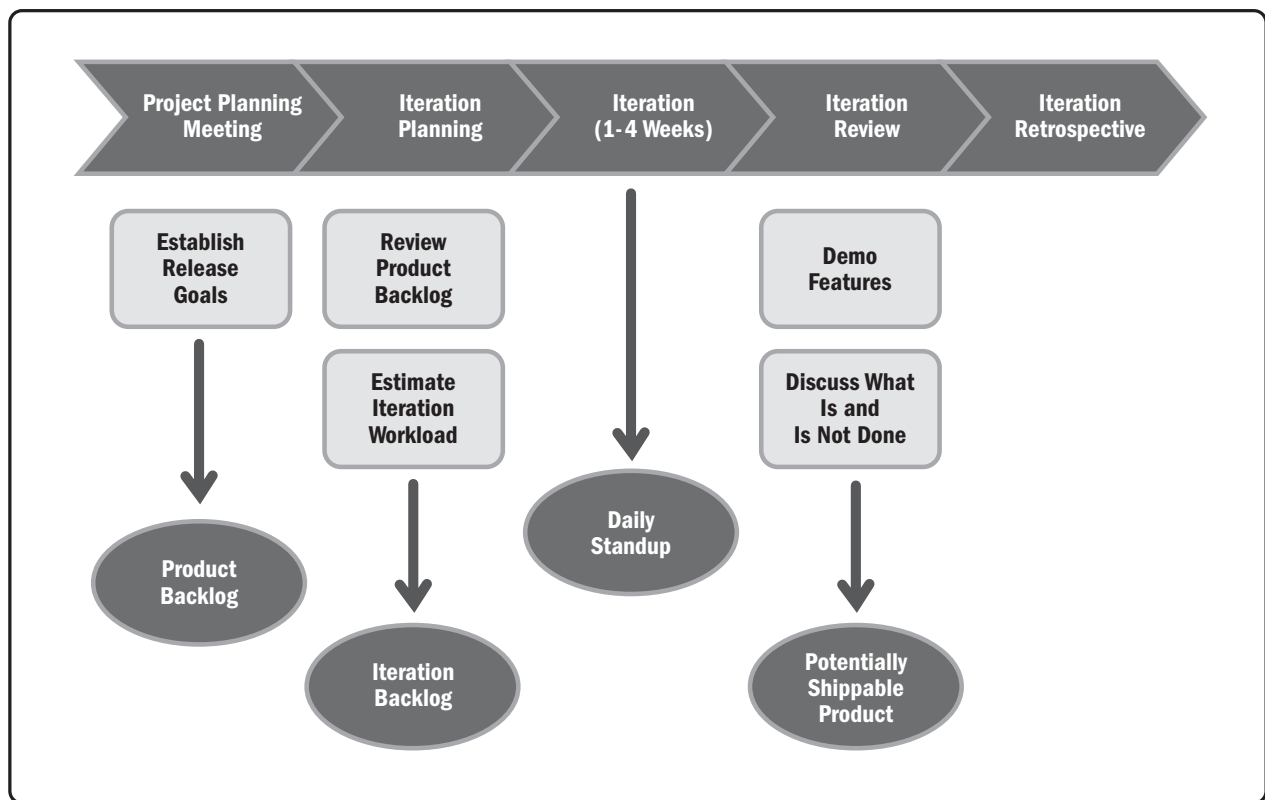 Project Planning
Meeting
Iteration
Planning
Iteration
(1-4 Weeks)
Iteration
Review
Iteration
Retrospective
Establish
Release
Goals
Review
Product
Backlog
Demo
Features
Estimate
Iteration
Workload
Discuss What
Is and
Is Not Done
Daily
Standup
Product
Backlog
Iteration
Backlog
Potentially
Shippable
Product